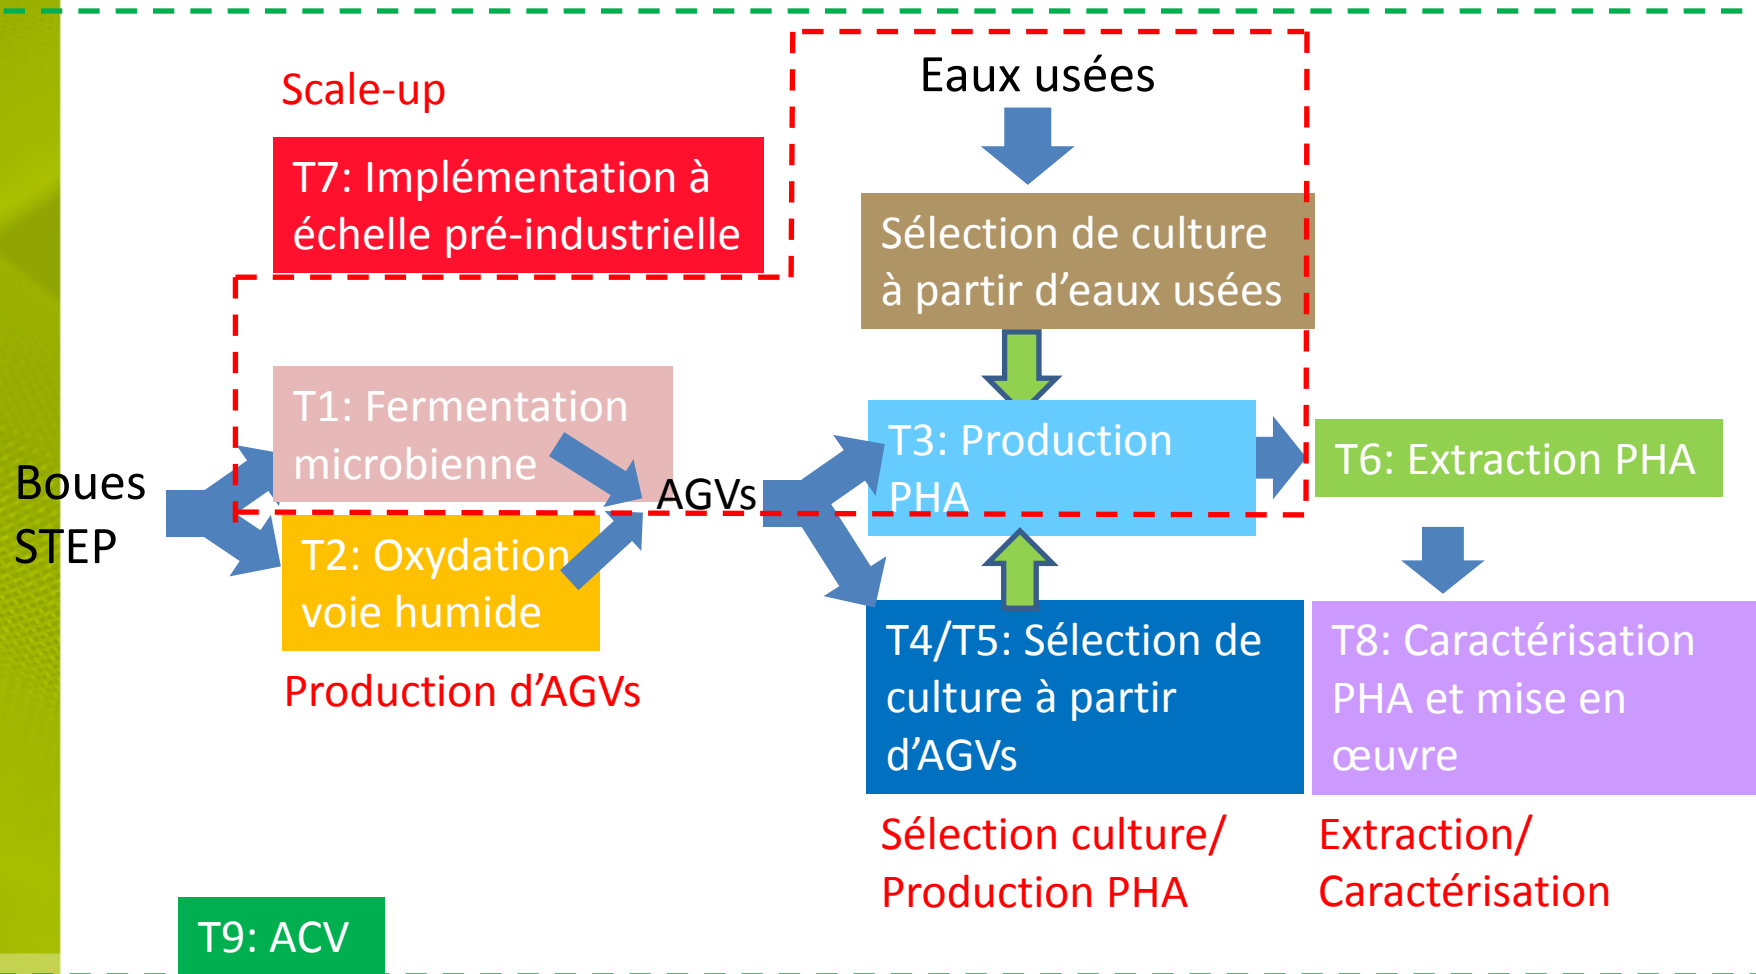 Scale-up
Eaux usées
T7: Implémentation à
échelle pré-industrielle
Sélection de culture
à partir d'eaux usées
T1: Fermentation
microbienne
Boues
STEP
AGVs
T3: Production
PHA
T6: Extraction PHA
T2: Oxydation
voie humide
Production d'AGVs
T4/T5: Sélection de
culture à partir
d'AGVs
T8: Caractérisation
PHA et mise en
œuvre
Sélection culture/
Production PHA
Extraction/
Caractérisation
T9: ACV